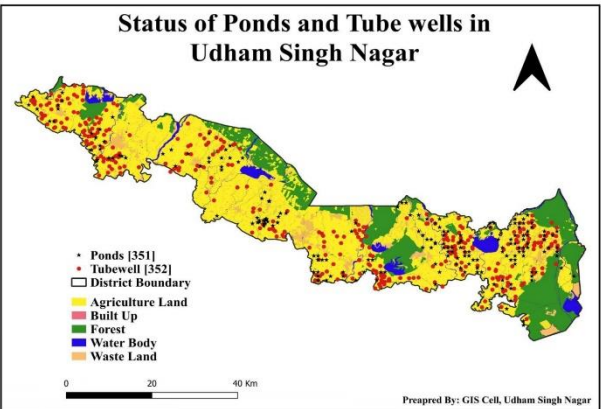 Status of Ponds and Tube wells in
Udham Singh Nagar
Ponds [351]
Tubewell [352]
District Boundary
Agriculture Land
Built Up
Forest
Water Body
Waste Land
0 20 40 Km
Preapred By: GIS Cell, Udham Singh Nagar